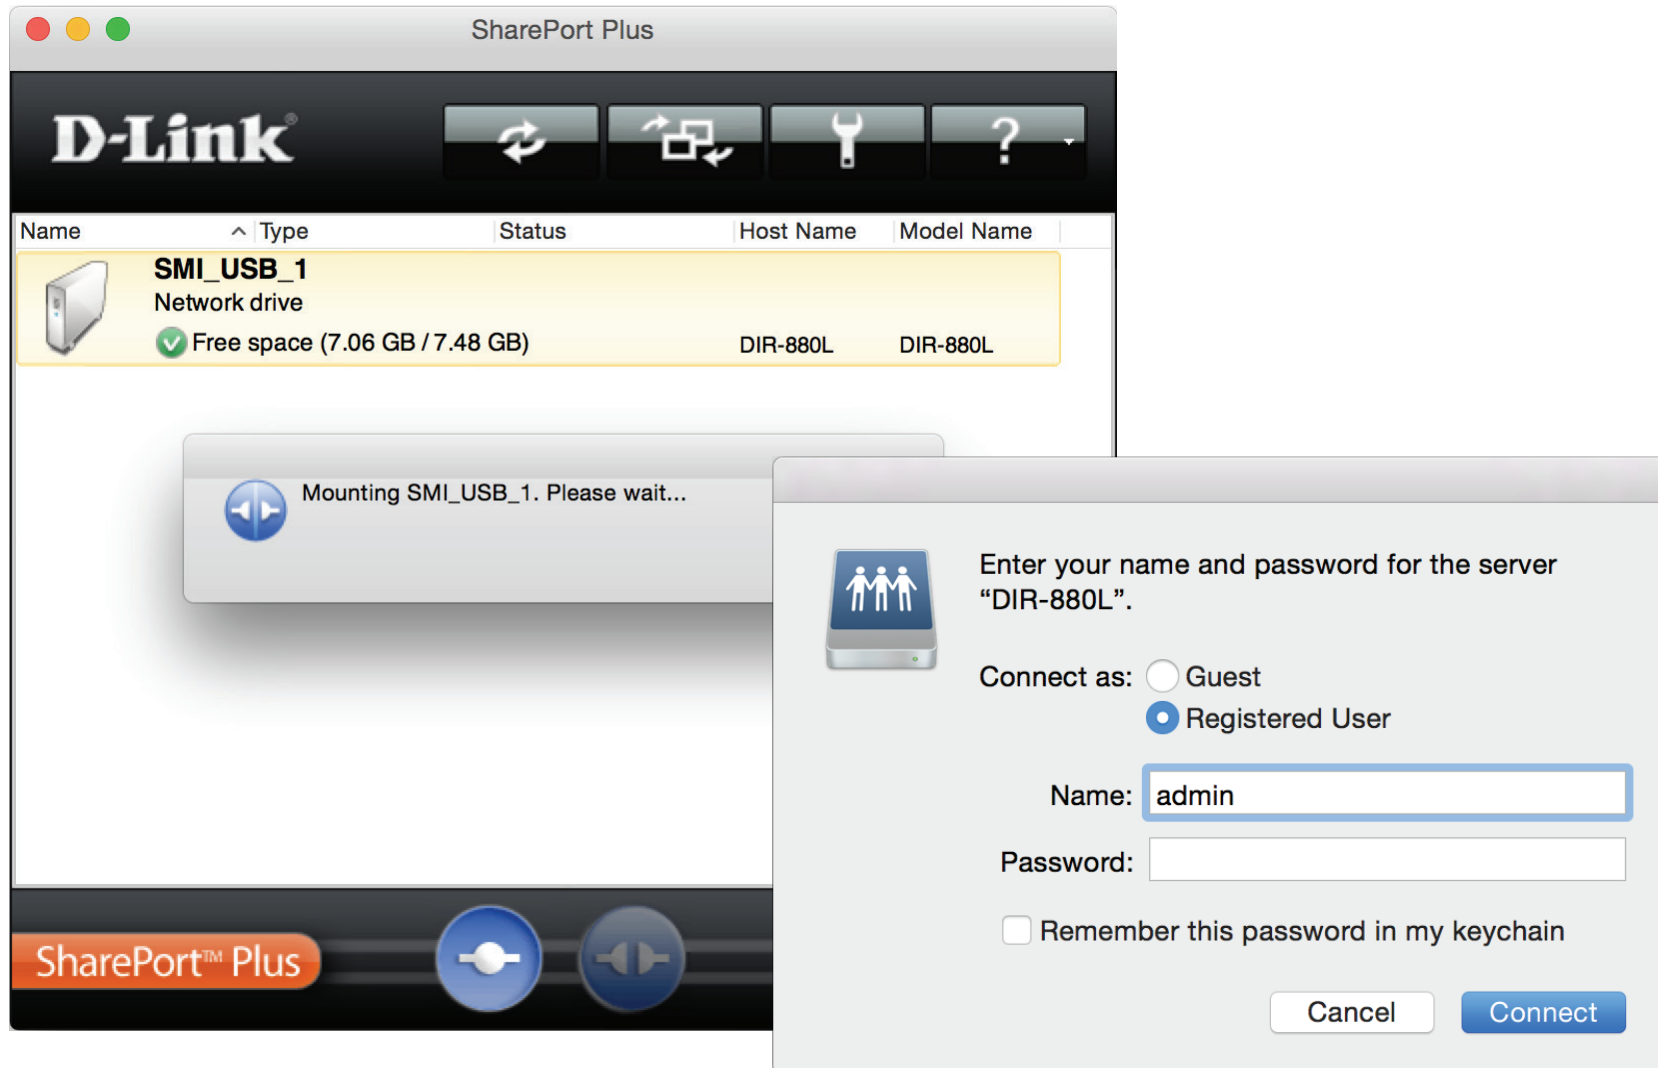 SharePort Plus
D-Link®
?
Name Type Status Host Name Model Name
SMI_USB_1
Network drive
Free space (7.06 GB / 7.48 GB) DIR-880L DIR-880L
Mounting SMI_USB_1. Please wait...
Enter your name and password for the server
“DIR-880L”.
Connect as: Guest
Registered User
Name: admin
Password:
Remember this password in my keychain
Cancel Connect
SharePort™ Plus